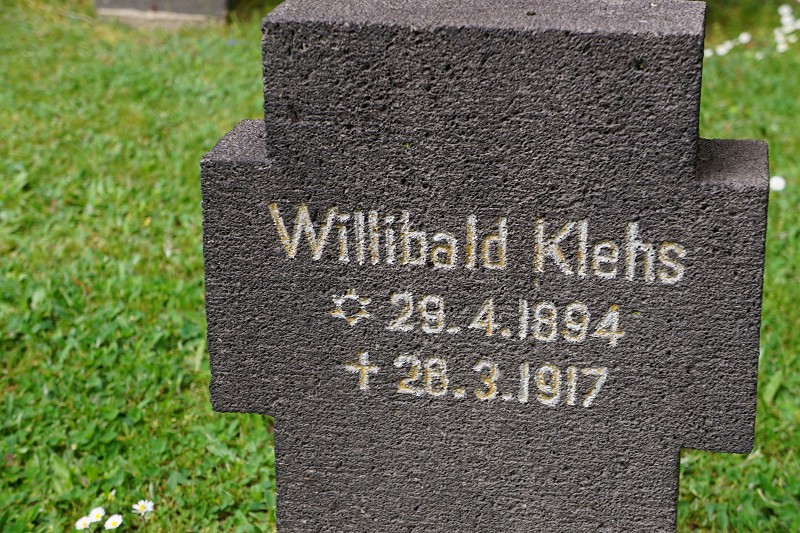 Willibald Klehs
✡ 29.4.1894
✝ 28.3.1917